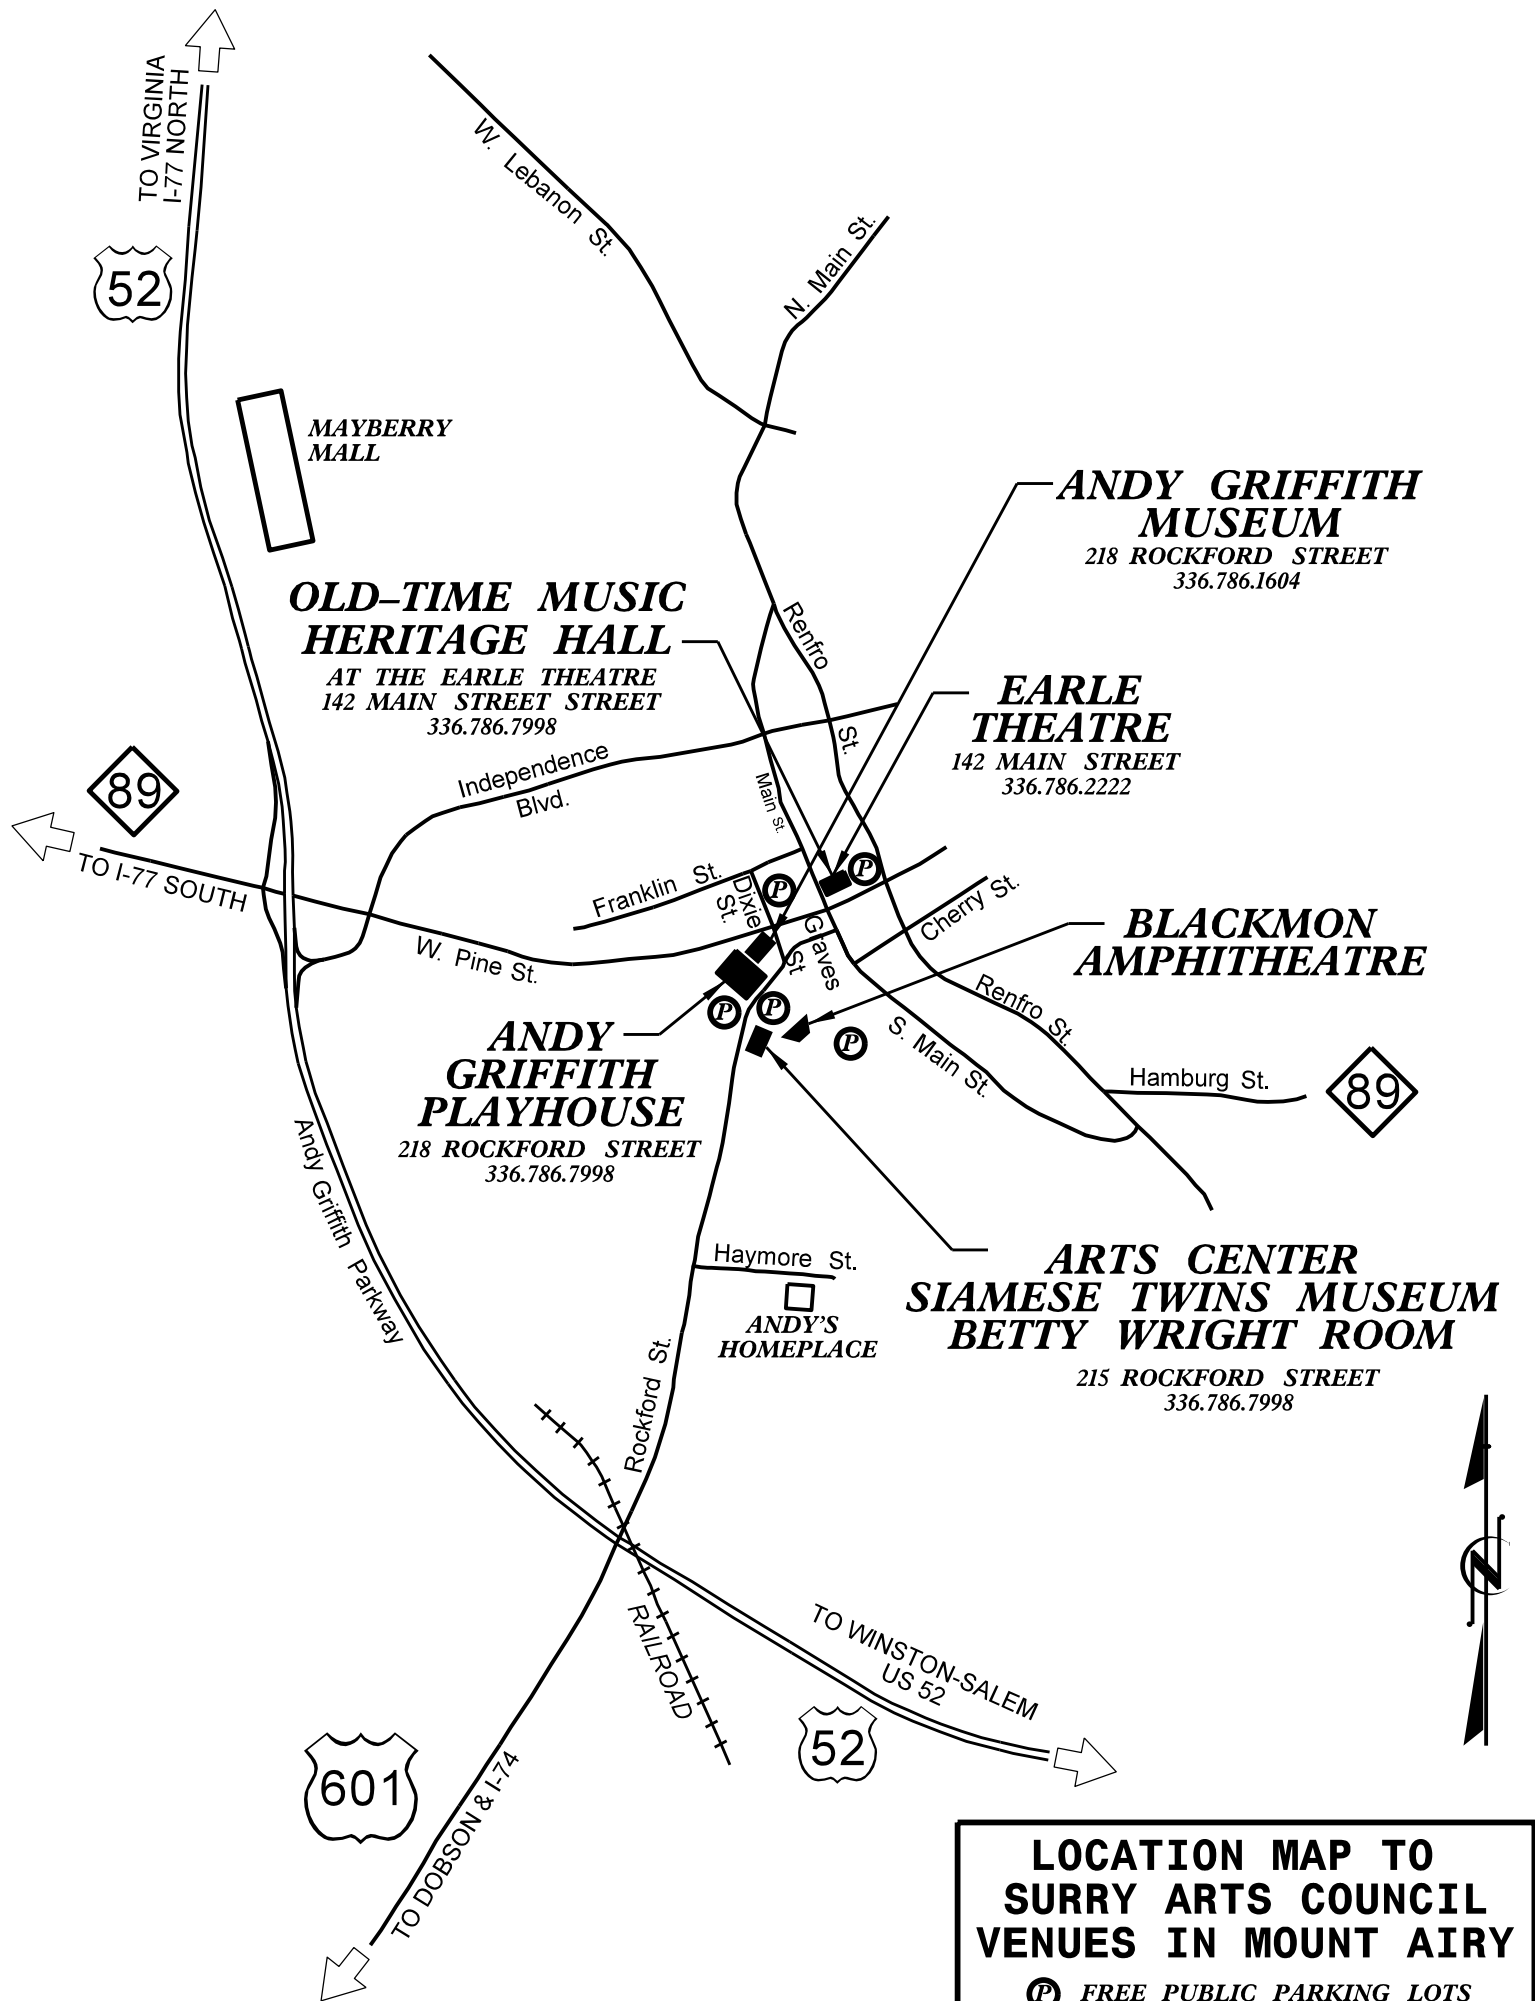 TO VIRGINIA
I-77 NORTH
52
W. Lebanon St.
N. Main St.
MAYBERRY
MALL
ANDY GRIFFITH
MUSEUM
218 ROCKFORD STREET
336.786.1604
OLD–TIME MUSIC
HERITAGE HALL
AT THE EARLE THEATRE
142 MAIN STREET STREET
336.786.7998
Renfro St.
EARLE
THEATRE
142 MAIN STREET
336.786.2222
89
TO I-77 SOUTH
Independence
Blvd.
Main St.
Franklin St.
Dixie
St.
P
P
Graves
St
Cherry St.
W. Pine St.
BLACKMON
AMPHITHEATRE
P
P
P
Renfro St.
S. Main St.
Hamburg St.
89
ANDY
GRIFFITH
PLAYHOUSE
218 ROCKFORD STREET
336.786.7998
Andy Griffith Parkway
Haymore St.
ANDY'S
HOMEPLACE
ARTS CENTER
SIAMESE TWINS MUSEUM
BETTY WRIGHT ROOM
215 ROCKFORD STREET
336.786.7998
Rockford St.
N
RAILROAD
TO WINSTON-SALEM
US 52
52
601
TO DOBSON & I-74
LOCATION MAP TO
SURRY ARTS COUNCIL
VENUES IN MOUNT AIRY
P FREE PUBLIC PARKING LOTS